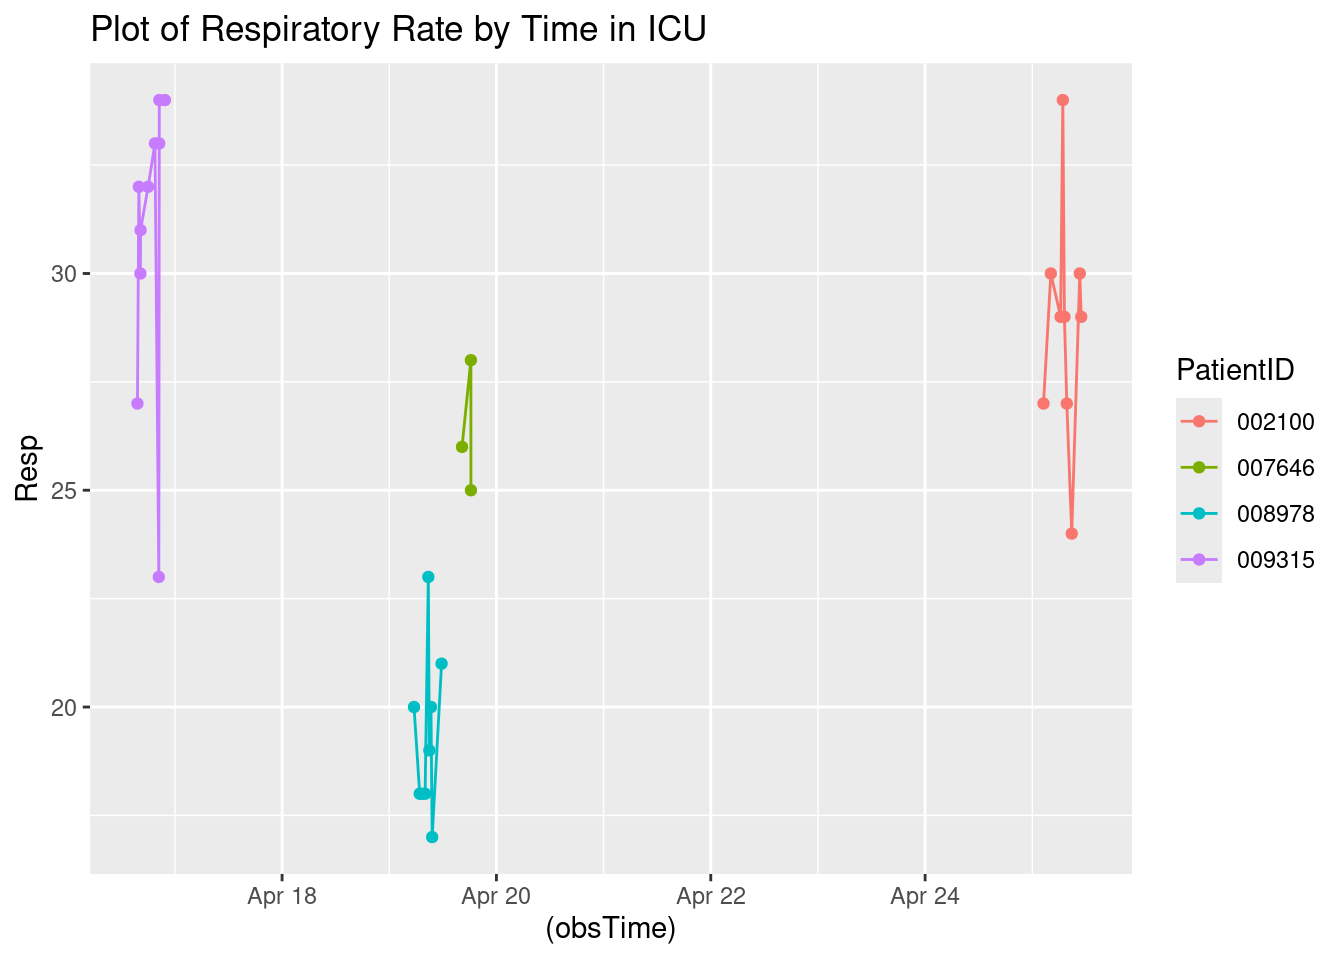 Plot of Respiratory Rate by Time in ICU
Resp
30
25
20
Apr 18
Apr 20
Apr 22
Apr 24
(obsTime)
PatientID
002100
007646
008978
009315